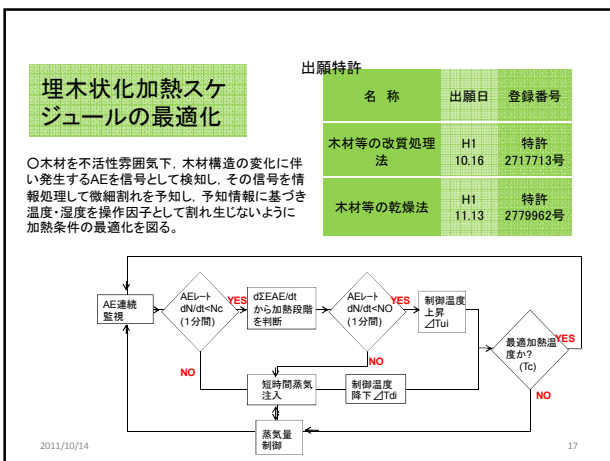 埋木状化加熱スケ
ジュールの最適化
出願特許
名 称 出願日 登録番号
木材等の改質処理
法
H1
10.16
特許
2717713号
木材等の乾燥法
H1
11.13
特許
2779962号
〇木材を不活性雰囲気下，木材構造の変化に伴
い発生するAEを信号として検知し，その信号を情
報処理して微細割れを予知し，予知情報に基づき
温度・湿度を操作因子として割れ生じないように
加熱条件の最適化を図る。
AE連続
監視
AEレート
dN/dt<Nc
(1分間)
YES
dΣEAE/dt
から加熱段階
を判断
AEレート
dN/dt<NO
(1分間)
YES
制御温度
上昇
⊿Tui
最適加熱温
度か？
(Tc)
YES
NO
NO
NO
短時間蒸気
注入
制御温度
降下⊿Tdi
蒸気量
制御
2011/10/14
17